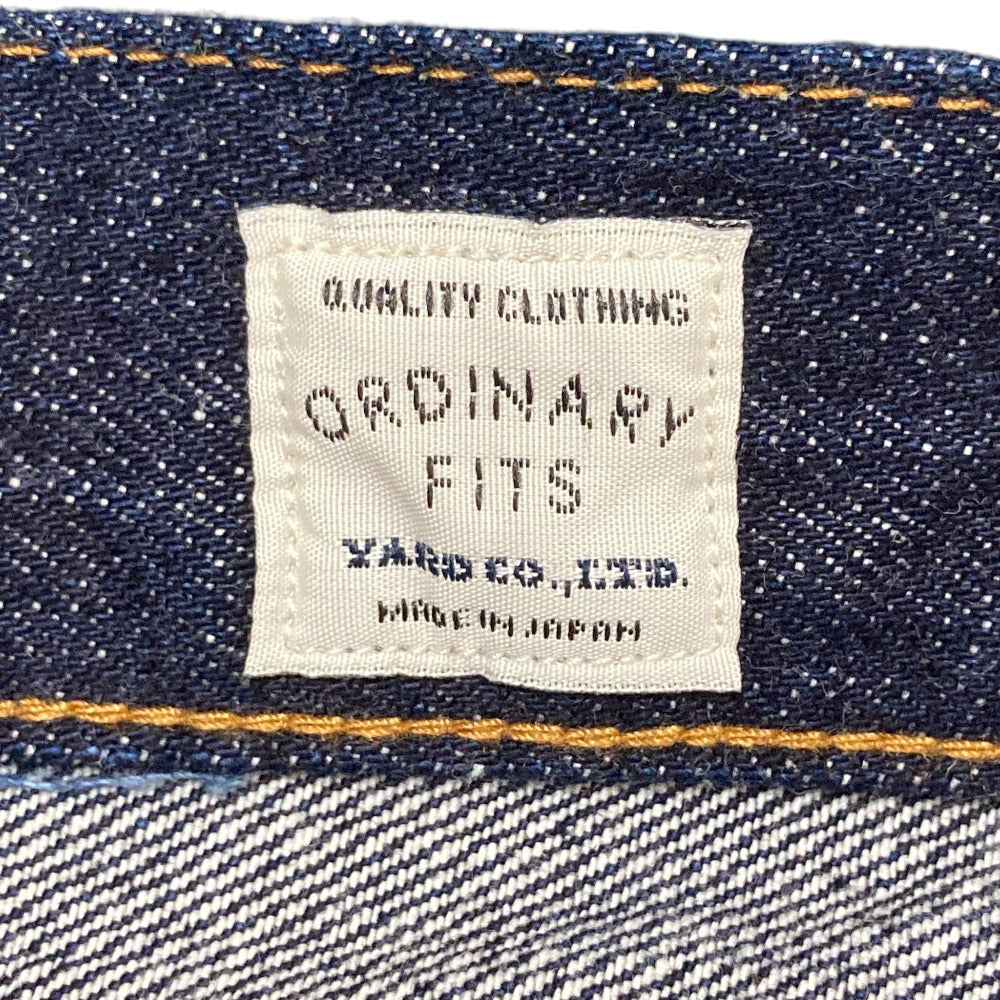 QUALITY CLOTHING
ORDINARY
FITS
YARD CO., LTD.
MADE IN JAPAN